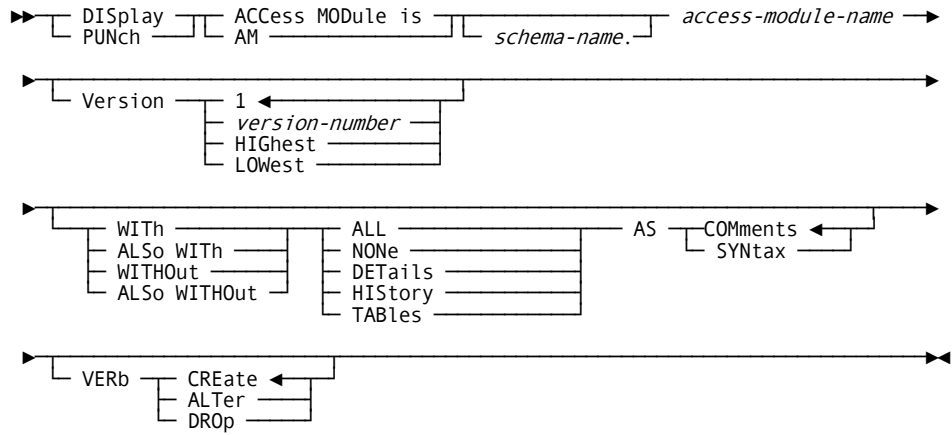 DISplay ACCess MODule is access-module-name
PUNch AM schema-name.
Version 1
version-number
HIGhest
LOWest
WITh ALL AS COMments
ALSo WITh NONe SYNtax
WITHOut DETails
ALSo WITHOut HIStory
TABles
VERb CREate
ALTer
DROp